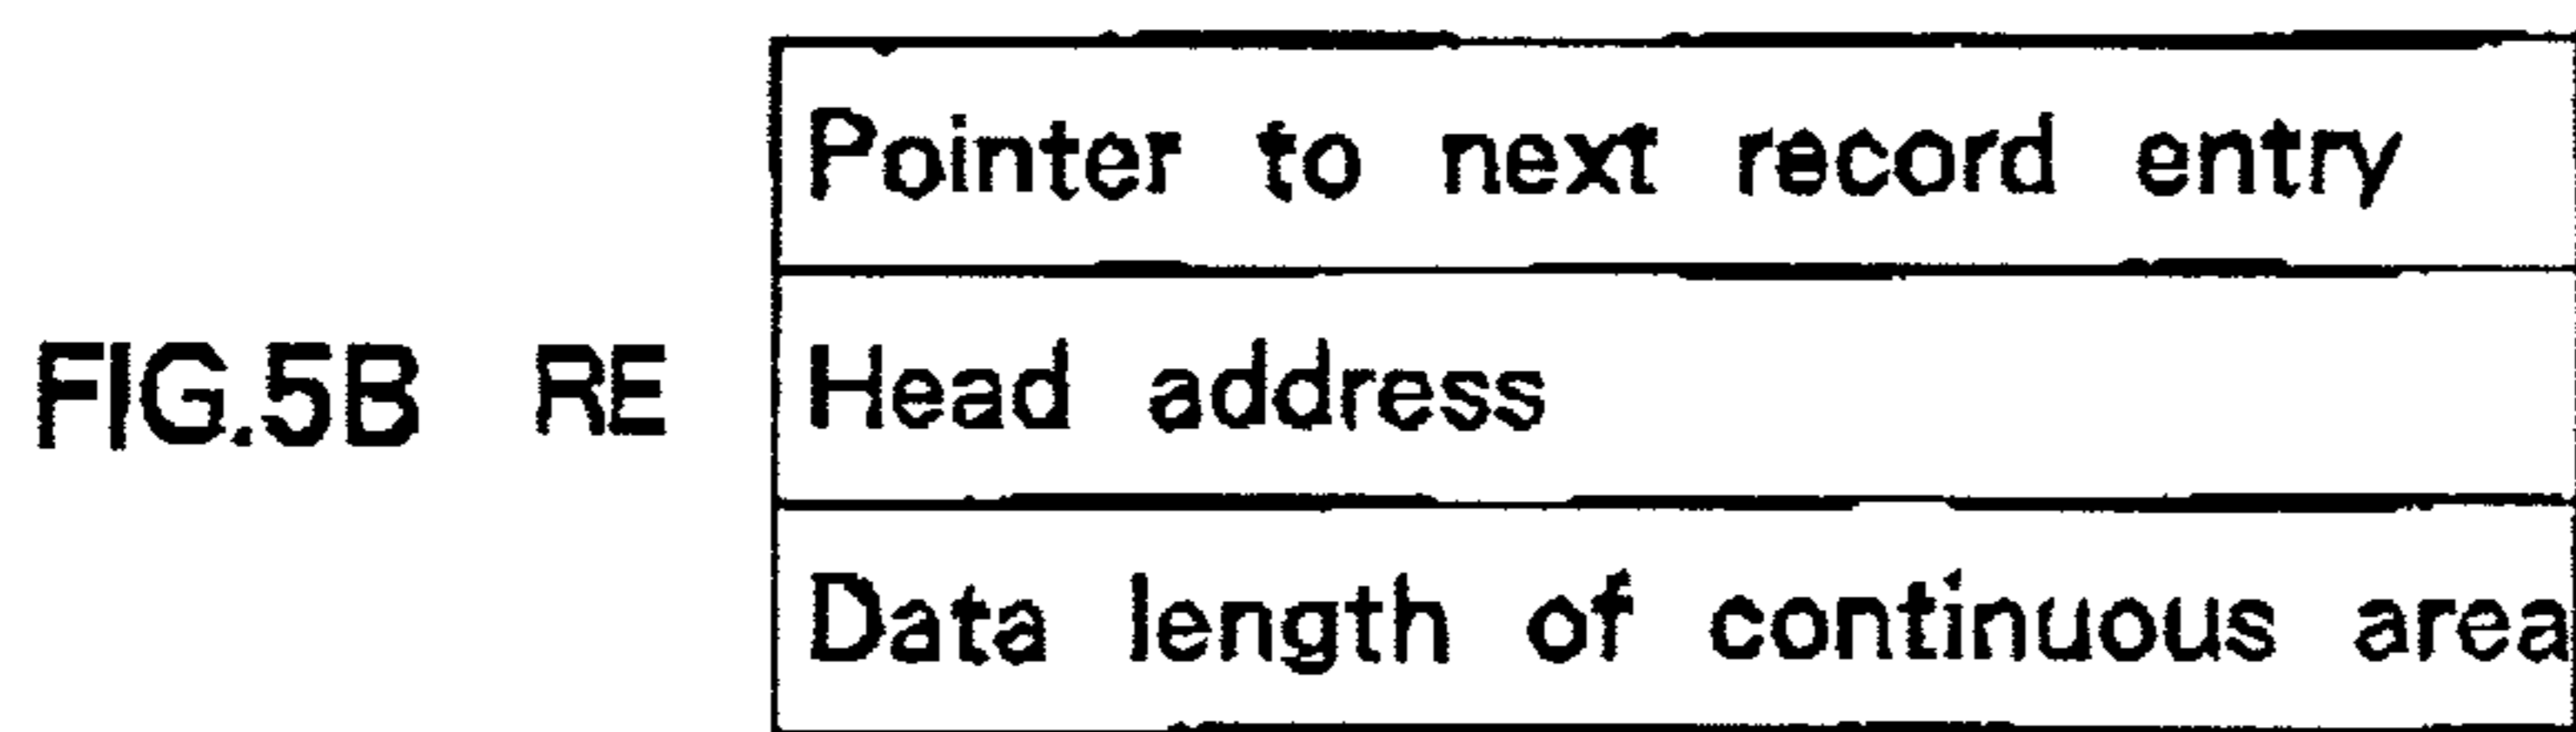 Pointer to next record entry
FIG.5B RE Head address
Data length of continuous area